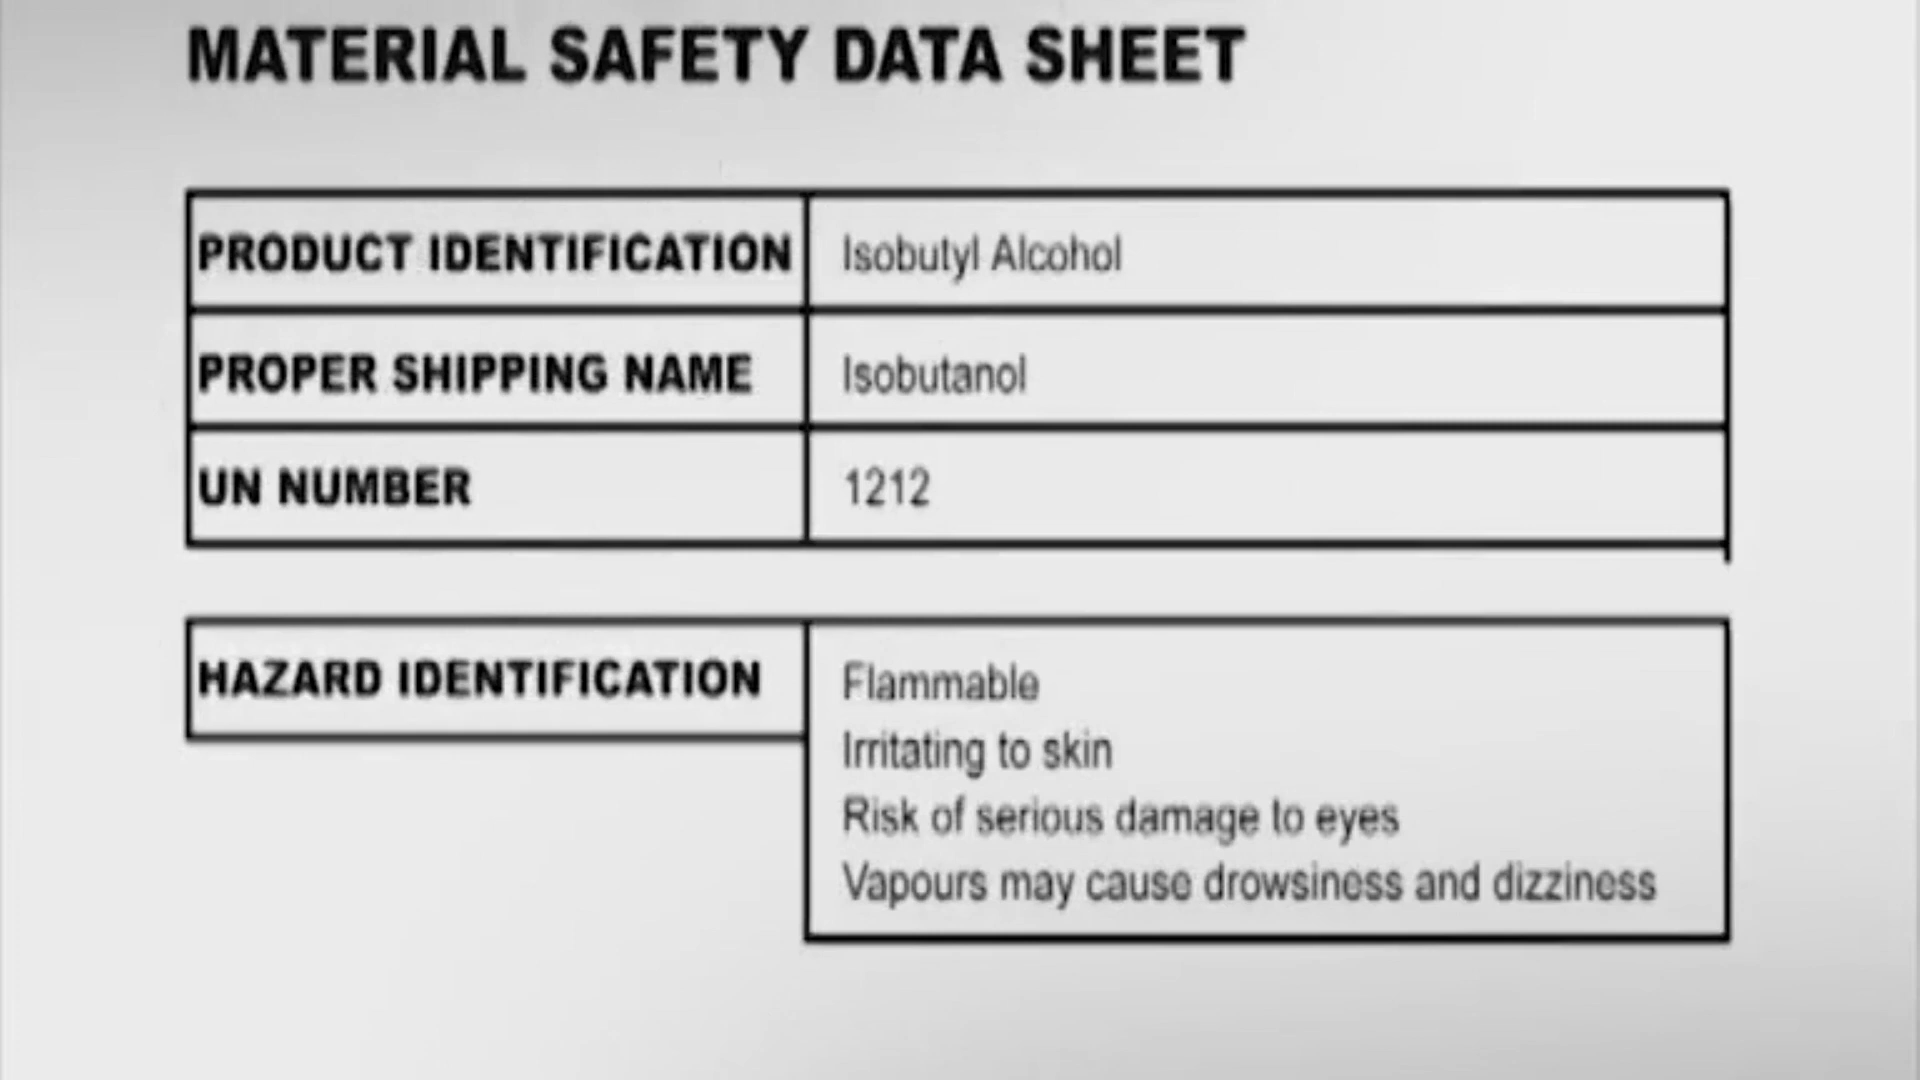 MATERIAL SAFETY DATA SHEET
PRODUCT IDENTIFICATION Isobutyl Alcohol
PROPER SHIPPING NAME Isobutanol
UN NUMBER 1212
HAZARD IDENTIFICATION Flammable
Irritating to skin
Risk of serious damage to eyes
Vapours may cause drowsiness and dizziness